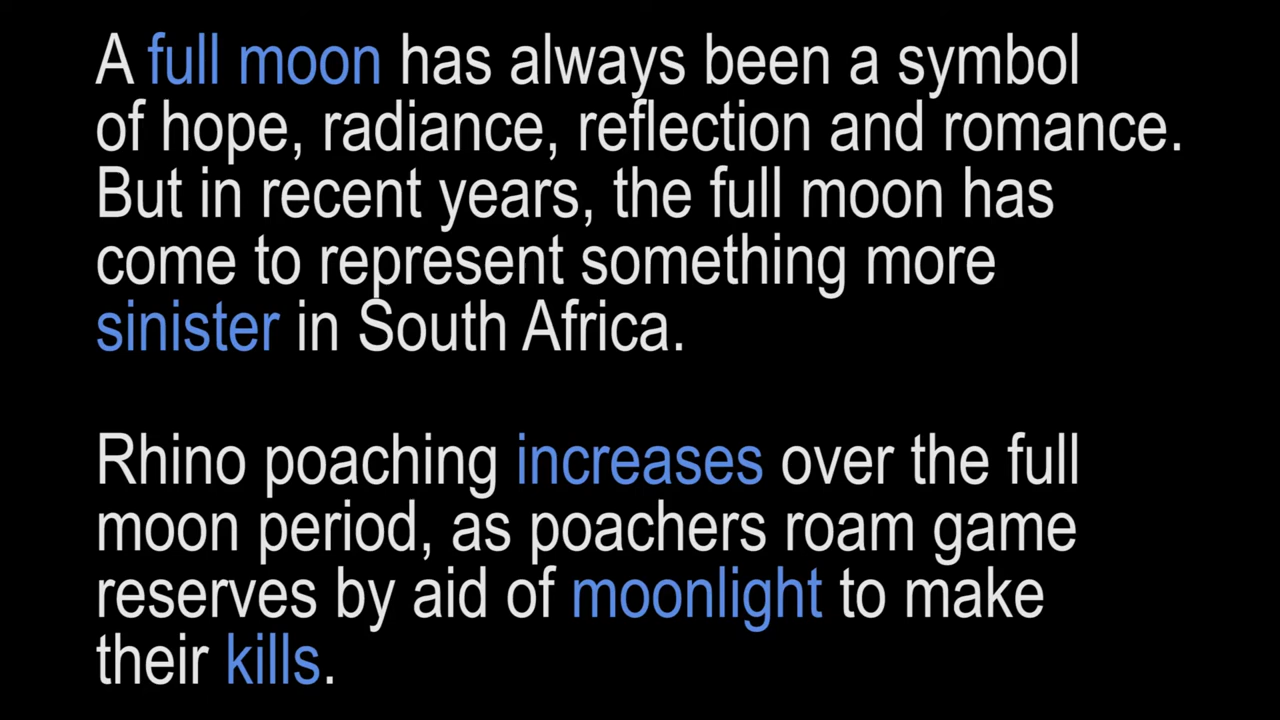 A full moon has always been a symbol
of hope, radiance, reflection and romance.
But in recent years, the full moon has
come to represent something more
sinister in South Africa.
Rhino poaching increases over the full
moon period, as poachers roam game
reserves by aid of moonlight to make
their kills.